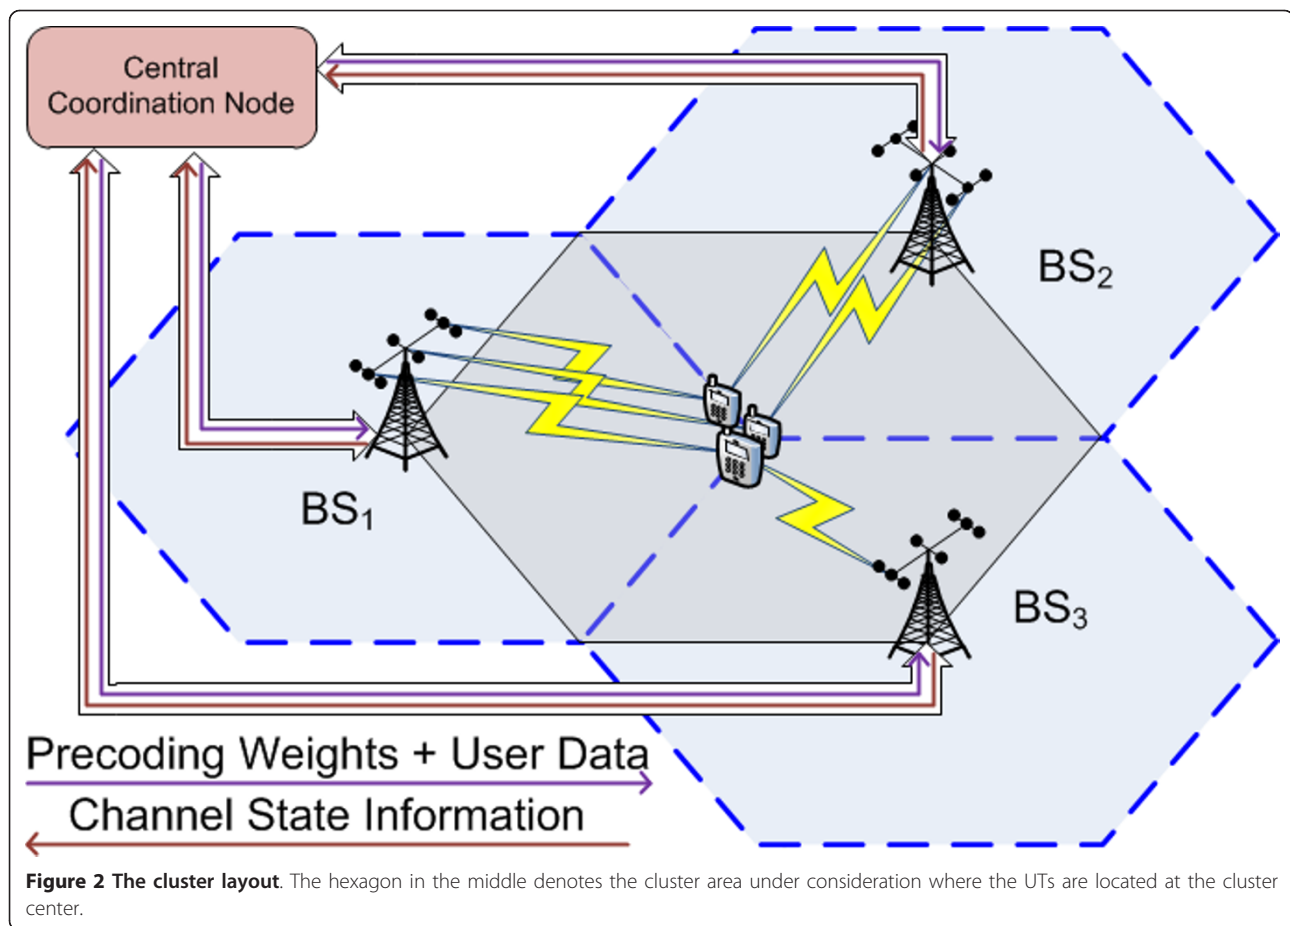 Central
Coordination Node
BS2
BS1
BS3
Precoding Weights + User Data
Channel State Information
Figure 2 The cluster layout. The hexagon in the middle denotes the cluster area under consideration where the UTs are located at the cluster
center.